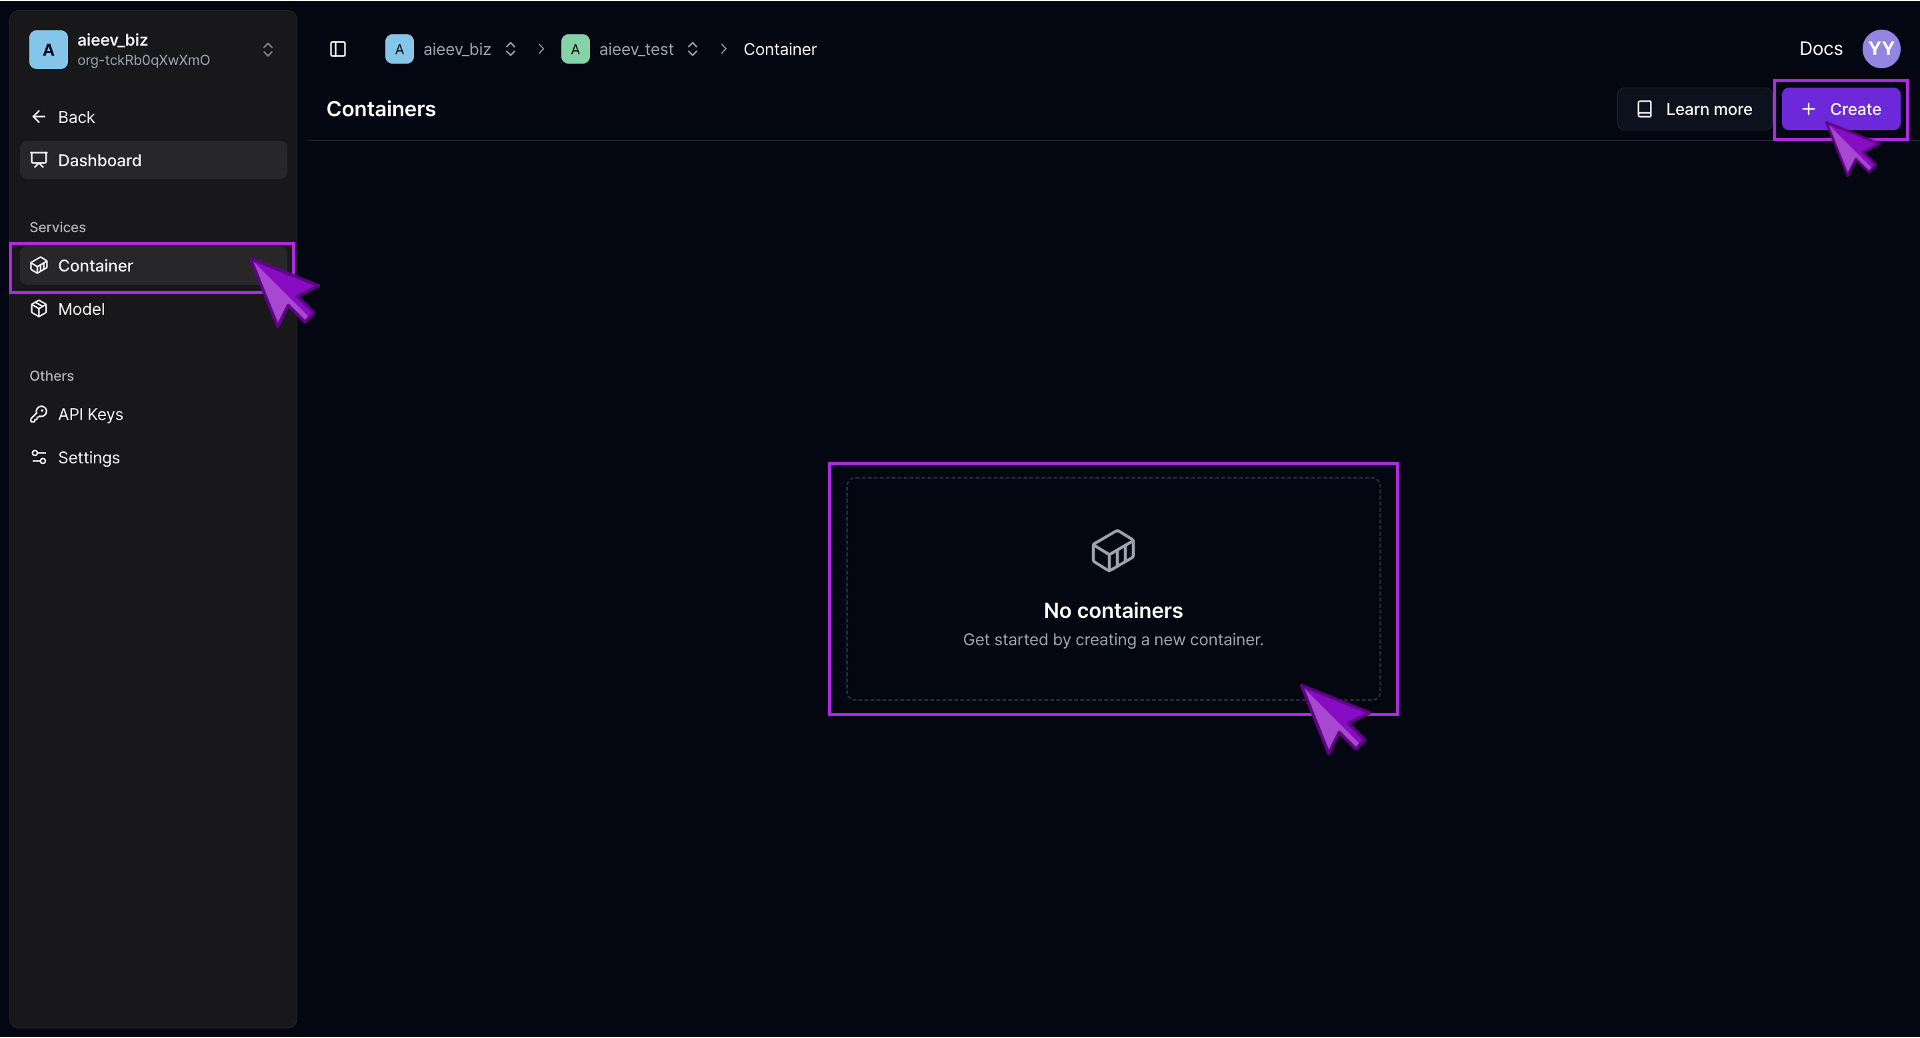 A
aieev_biz
org-tckRb0qXwXmO
Back
Dashboard
Services
Container
Model
Others
API Keys
Settings
A aieev_biz > A aieev_test > Container
Docs YY
Containers
Learn more
+ Create
No containers
Get started by creating a new container.